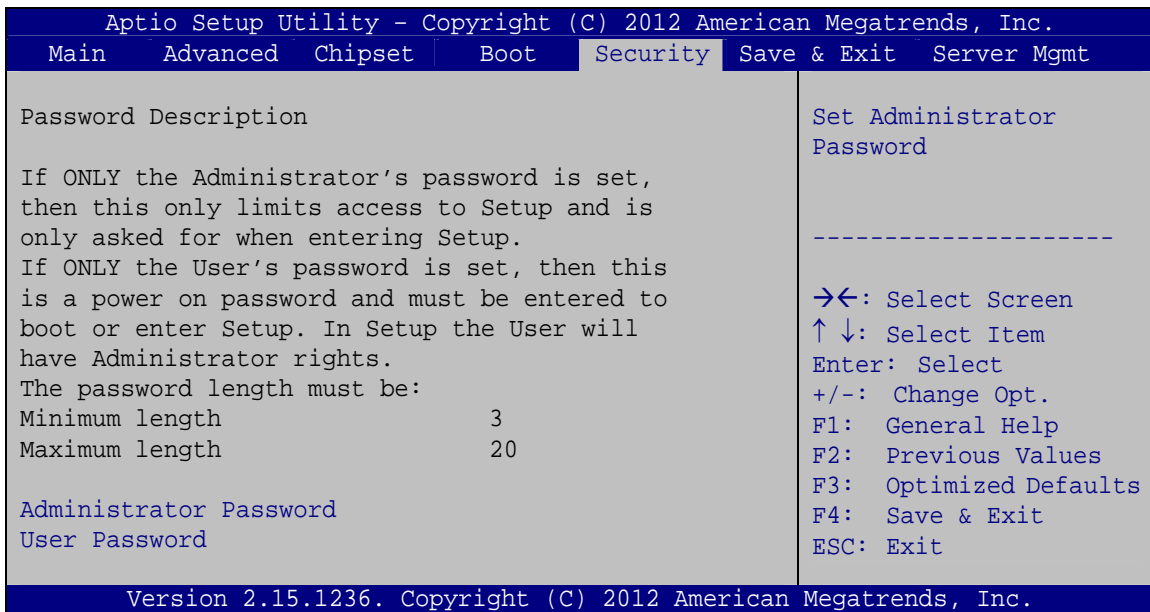 Aptio Setup Utility – Copyright (C) 2012 American Megatrends, Inc.
Main Advanced Chipset Boot Security Save & Exit Server Mgmt
Password Description
If ONLY the Administrator’s password is set,
then this only limits access to Setup and is
only asked for when entering Setup.
If ONLY the User’s password is set, then this
is a power on password and must be entered to
boot or enter Setup. In Setup the User will
have Administrator rights.
The password length must be:
Minimum length 3
Maximum length 20
Administrator Password
User Password
Set Administrator
Password
---------------------
→←: Select Screen
↑ ↓: Select Item
Enter: Select
+/-: Change Opt.
F1: General Help
F2: Previous Values
F3: Optimized Defaults
F4: Save & Exit
ESC: Exit
Version 2.15.1236. Copyright (C) 2012 American Megatrends, Inc.